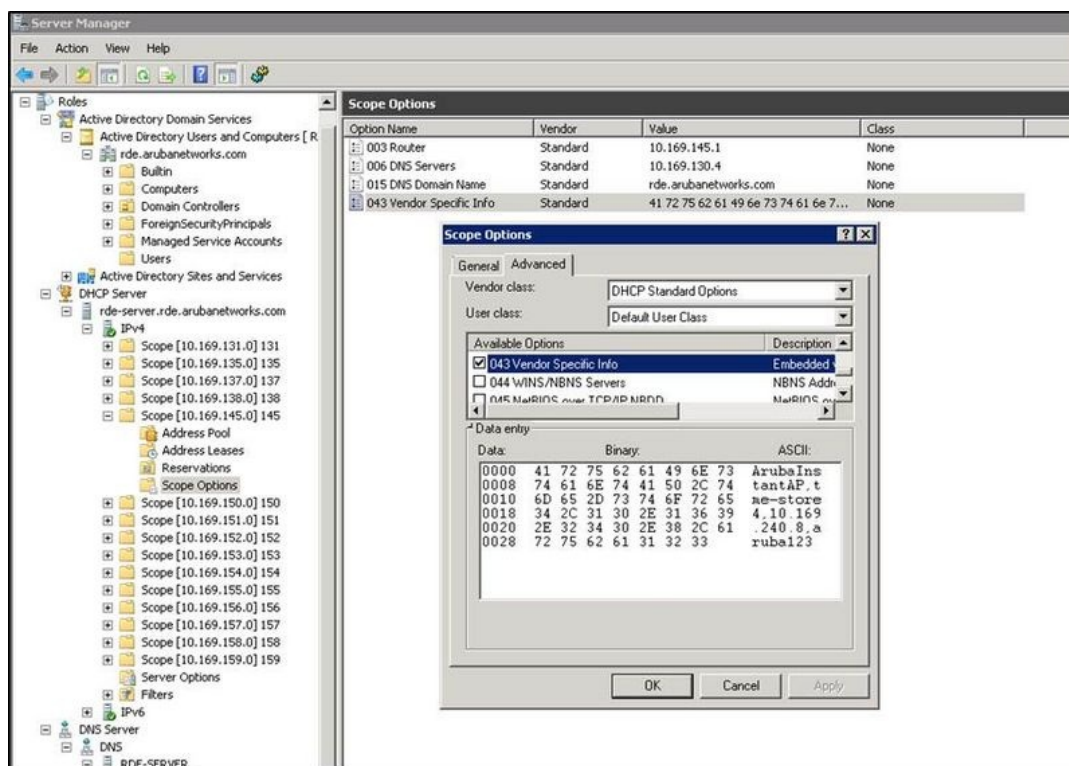 Server Manager
File Action View Help
Roles
Active Directory Domain Services
Active Directory Users and Computers [ R
rde.arubanetworks.com
Builtin
Computers
Domain Controllers
ForeignSecurityPrincipals
Managed Service Accounts
Users
Active Directory Sites and Services
DHCP Server
rde-server.rde.arubanetworks.com
IPv4
Scope [10.169.131.0] 131
Scope [10.169.135.0] 135
Scope [10.169.137.0] 137
Scope [10.169.138.0] 138
Scope [10.169.145.0] 145
Address Pool
Address Leases
Reservations
Scope Options
Scope [10.169.150.0] 150
Scope [10.169.151.0] 151
Scope [10.169.152.0] 152
Scope [10.169.153.0] 153
Scope [10.169.154.0] 154
Scope [10.169.155.0] 155
Scope [10.169.156.0] 156
Scope [10.169.157.0] 157
Scope [10.169.158.0] 158
Scope [10.169.159.0] 159
Server Options
Filters
IPv6
DNS Server
DNS
RDE-SERVER
Scope Options
Option Name Vendor Value Class
003 Router Standard 10.169.145.1 None
006 DNS Servers Standard 10.169.130.4 None
015 DNS Domain Name Standard rde.arubanetworks.com None
043 Vendor Specific Info Standard 41 72 75 62 61 49 6e 73 74 61 6e 7... None
Scope Options
General Advanced
Vendor class: DHCP Standard Options
User class: Default User Class
Available Options Description
043 Vendor Specific Info Embedded v
044 WINS/NBNS Servers NBNS Addr
045 NetBIOS over TCP/IP NBDD NetBIOS ov
Data entry
Data: Binary: ASCII:
0000 41 72 75 62 61 49 6E 73 ArubaIns
0008 74 61 6E 74 41 50 2C 74 tantAP,t
0010 6D 65 2D 73 74 6F 72 65 me-store
0018 34 2C 31 30 2E 31 36 39 4,10.169
0020 2E 32 34 30 2E 38 2C 61 .240.8,a
0028 72 75 62 61 31 32 33 ruba123
OK Cancel Apply